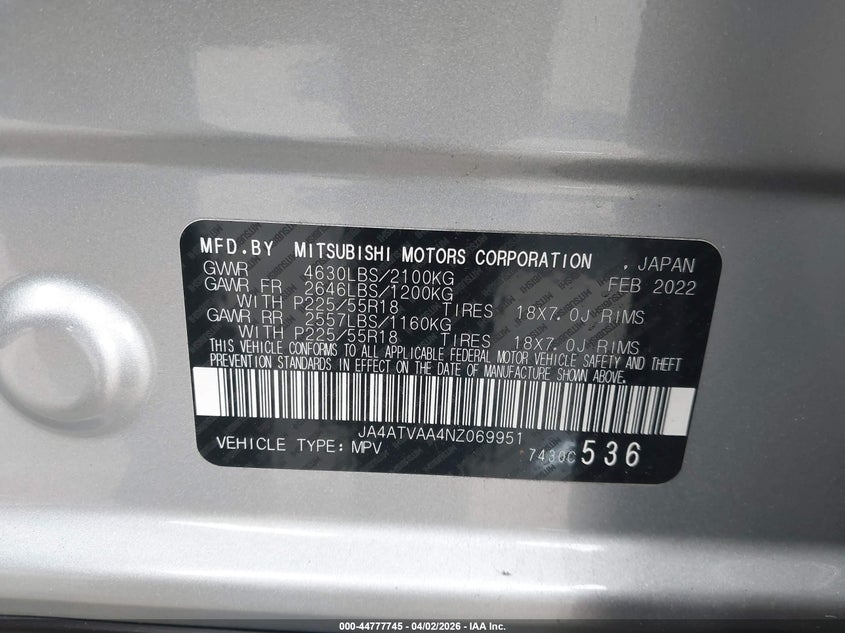 MFD.BY MITSUBISHI MOTORS CORPORATION , JAPAN
GWWR 4630LBS/2100KG FEB 2022
GAWR FR 2646LBS/1200KG
WITH P225/55R18 TIRES 18X7.0J RIMS
GAWR RR 2557LBS/1160KG
WITH P225/55R18 TIRES 18X7.0J RIMS
THIS VEHICLE CONFORMS TO ALL APPLICABLE FEDERAL MOTOR VEHICLE SAFETY AND THEFT
PREVENTION STANDARDS IN EFFECT ON THE DATE OF MANUFACTURE SHOWN ABOVE.
JA4ATVAA4NZ069951
VEHICLE TYPE: MPV 7430C 536
000-44777745 - 04/02/2026 - IAA Inc.